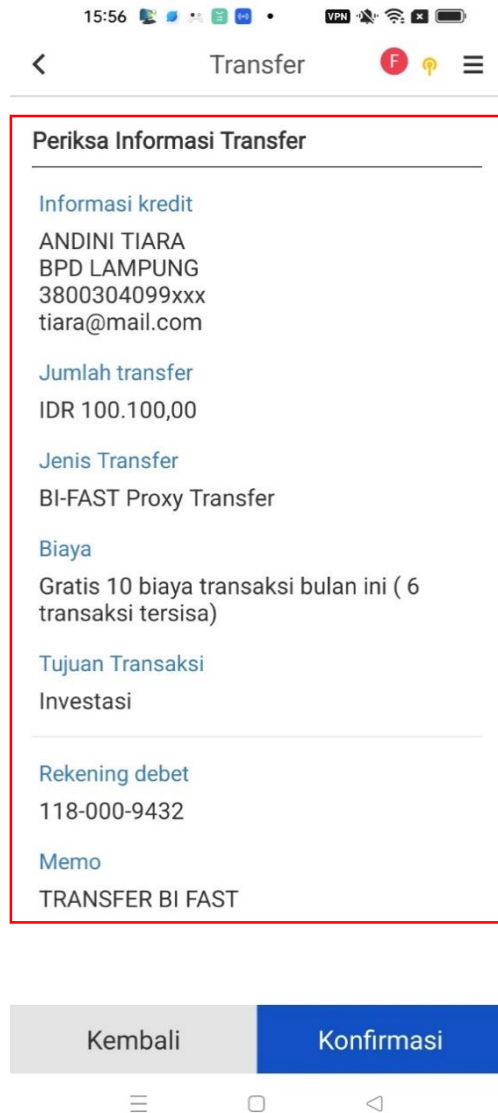 15:56
VPN
Transfer
F
Periksa Informasi Transfer
Informasi kredit
ANDINI TIARA
BPD LAMPUNG
3800304099xxx
tiara@mail.com
Jumlah transfer
IDR 100.100,00
Jenis Transfer
BI-FAST Proxy Transfer
Biaya
Gratis 10 biaya transaksi bulan ini ( 6
transaksi tersisa)
Tujuan Transaksi
Investasi
Rekening debet
118-000-9432
Memo
TRANSFER BI FAST
Kembali
Konfirmasi